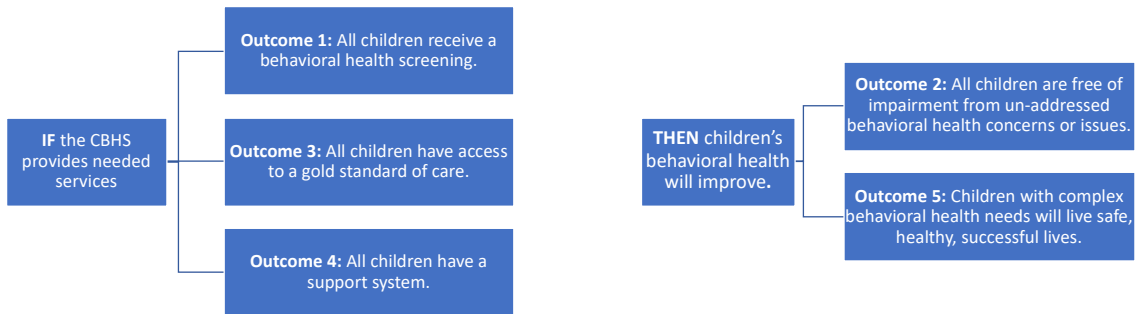 IF the CBHS
provides needed
services
Outcome 1: All children receive a
behavioral health screening.
Outcome 3: All children have access
to a gold standard of care.
Outcome 4: All children have a
support system.
THEN children's
behavioral health
will improve.
Outcome 2: All children are free of
impairment from un-addressed
behavioral health concerns or issues.
Outcome 5: Children with complex
behavioral health needs will live safe,
healthy, successful lives.